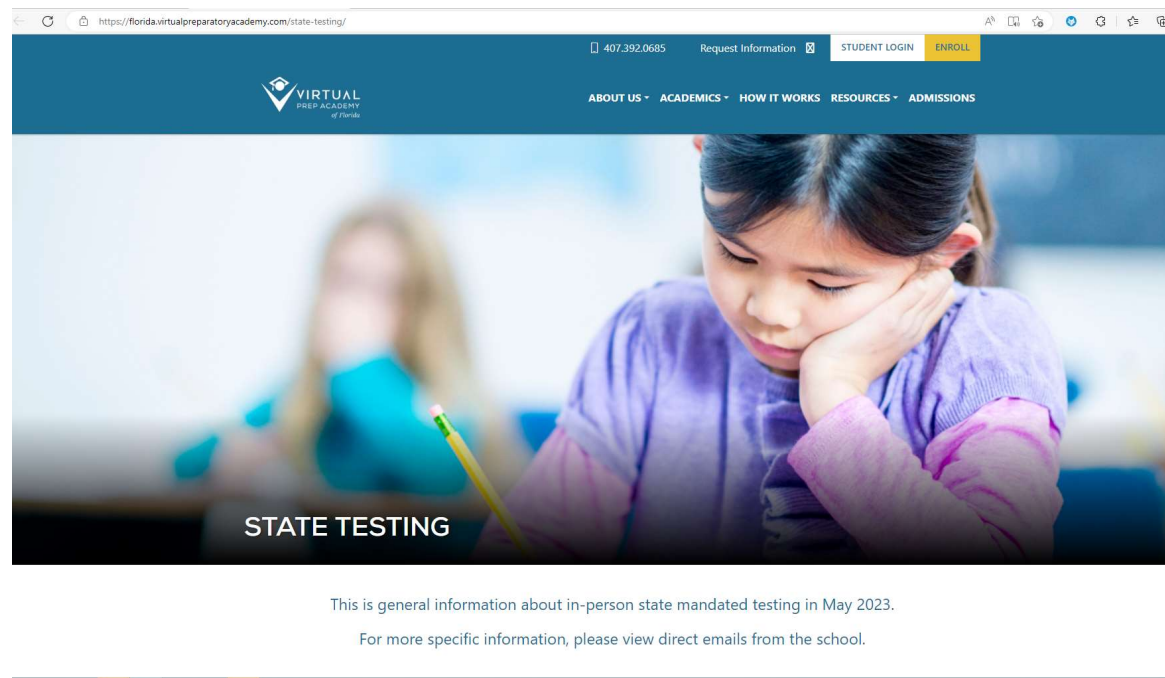 https://florida.virtualpreparatoryacademy.com/state-testing/
407.392.0685 Request Information STUDENT LOGIN ENROLL
VIRTUAL
PREP ACADEMY
of Florida
ABOUT US ACADEMICS HOW IT WORKS RESOURCES ADMISSIONS
STATE TESTING
This is general information about in-person state mandated testing in May 2023.
For more specific information, please view direct emails from the school.